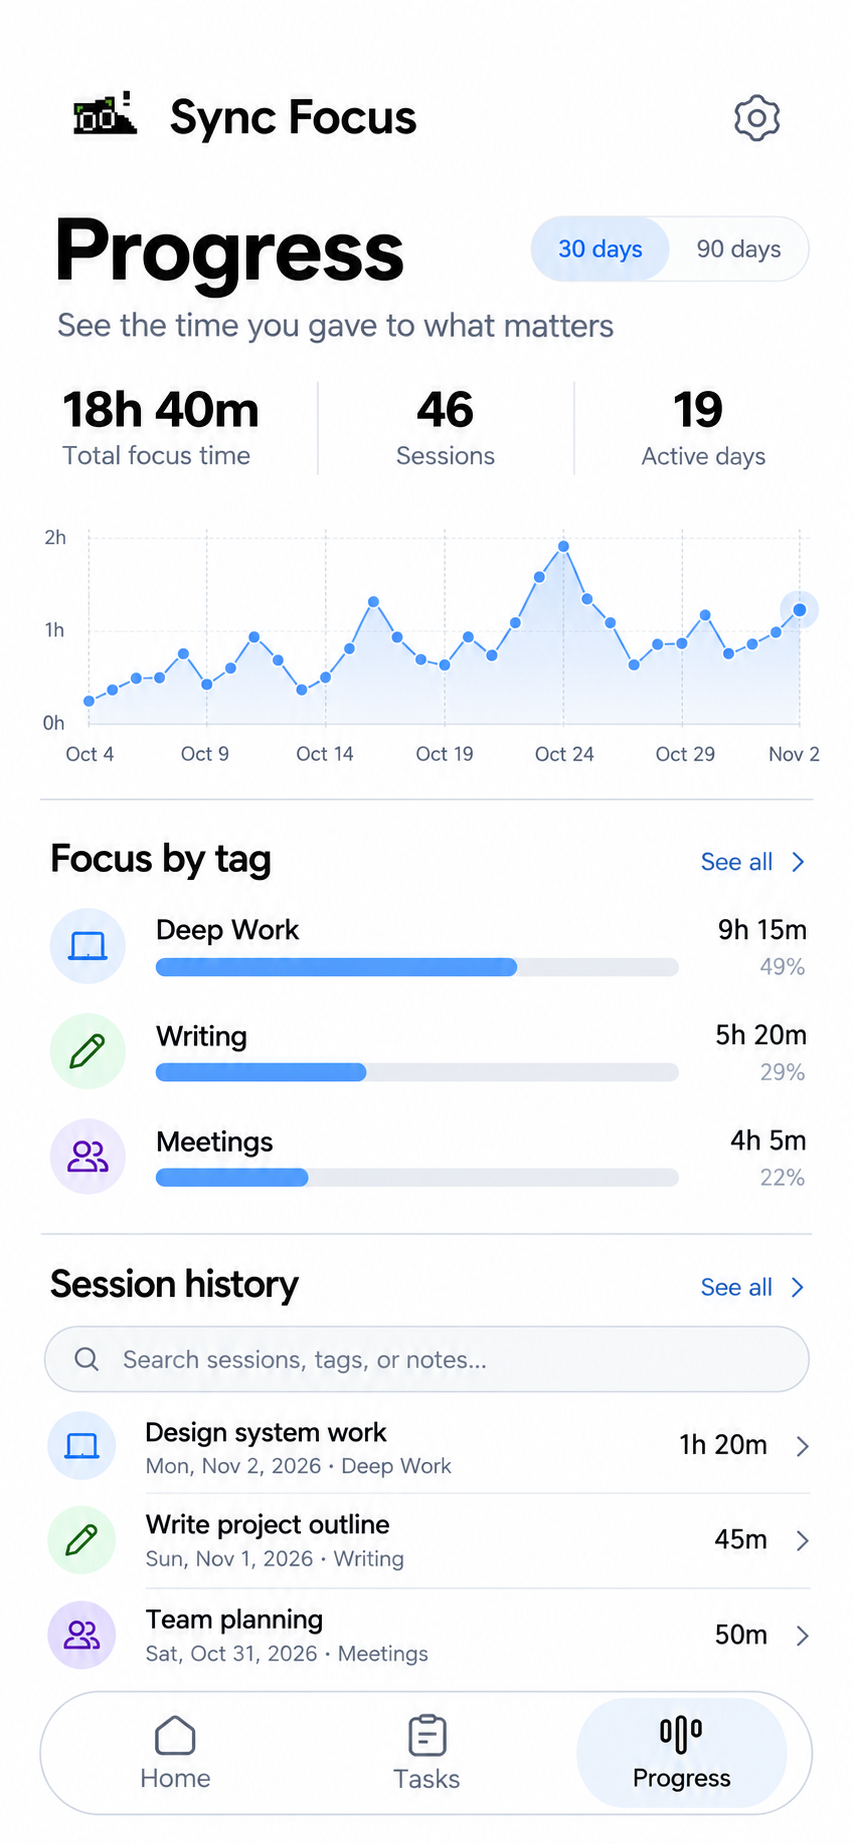 Sync Focus
Progress
30 days
90 days
See the time you gave to what matters
18h 40m
Total focus time
46
Sessions
19
Active days
2h
1h
0h
Oct 4
Oct 9
Oct 14
Oct 19
Oct 24
Oct 29
Nov 2
Focus by tag
See all
Deep Work
9h 15m
49%
Writing
5h 20m
29%
Meetings
4h 5m
22%
Session history
See all
Search sessions, tags, or notes...
Design system work
Mon, Nov 2, 2026 • Deep Work
1h 20m
Write project outline
Sun, Nov 1, 2026 • Writing
45m
Team planning
Sat, Oct 31, 2026 • Meetings
50m
Home
Tasks
Progress